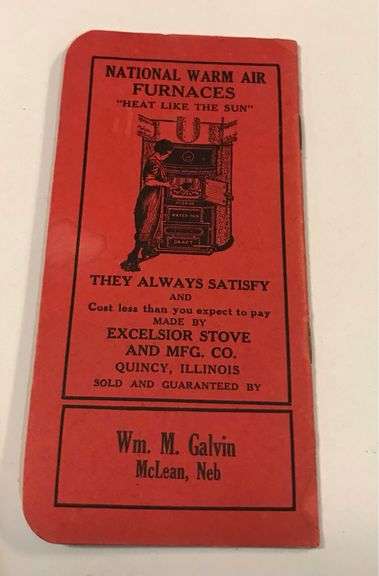 NATIONAL WARM AIR
FURNACES
"HEAT LIKE THE SUN"
DRAFT
THEY ALWAYS SATISFY
AND
Cost less than you expect to pay
MADE BY
EXCELSIOR STOVE
AND MFG. CO.
QUINCY, ILLINOIS
SOLD AND GUARANTEED BY
Wm. M. Galvin
McLean, Neb